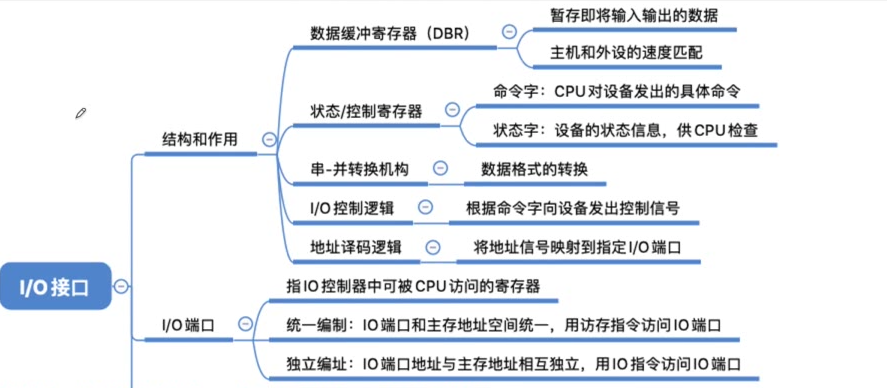 数据缓冲寄存器（DBR）
暂存即将输入输出的数据
主机和外设的速度匹配
状态/控制寄存器
命令字：CPU对设备发出的具体命令
状态字：设备的状态信息，供CPU检查
结构和作用
串-并转换机构
数据格式的转换
I/O控制逻辑
根据命令字向设备发出控制信号
地址译码逻辑
将地址信号映射到指定I/O端口
I/O接口
I/O端口
指IO控制器中可被CPU访问的寄存器
统一编制：IO端口和主存地址空间统一，用访存指令访问IO端口
独立编址：IO端口地址与主存地址相互独立，用IO指令访问IO端口